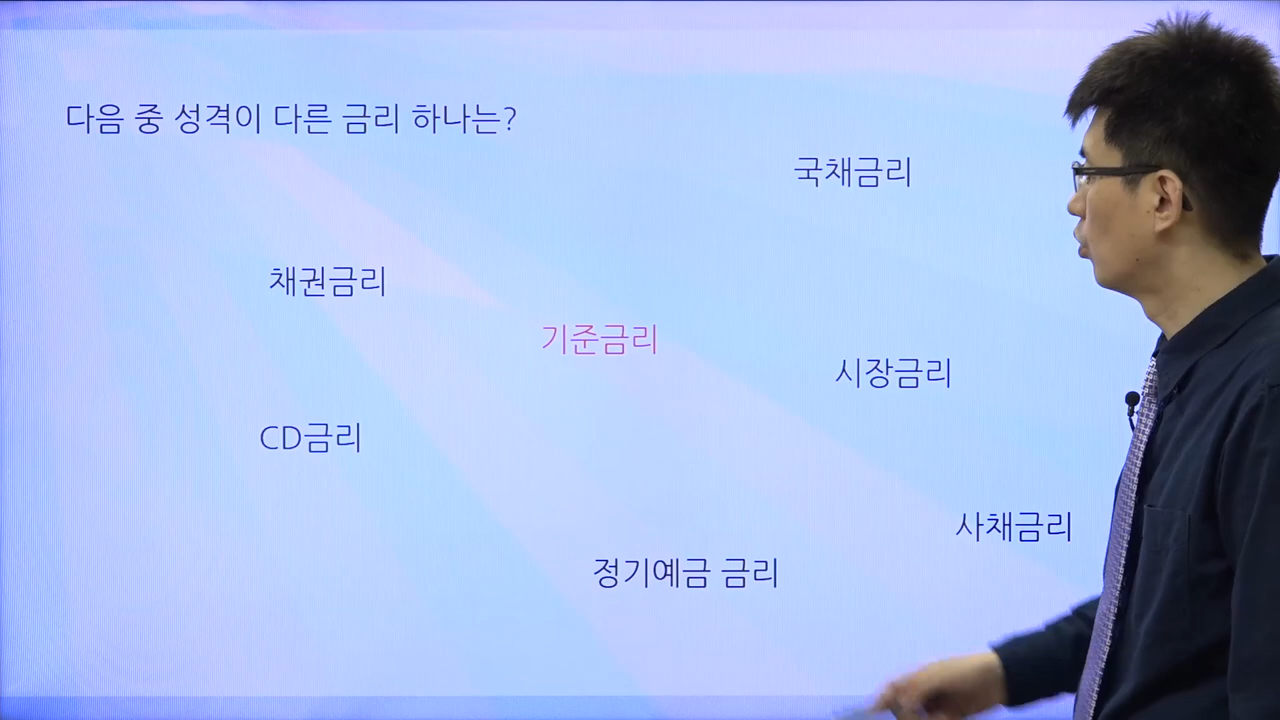 다음 중 성격이 다른 금리 하나는?
국채금리
채권금리
기준금리
시장금리
CD금리
사채금리
정기예금 금리